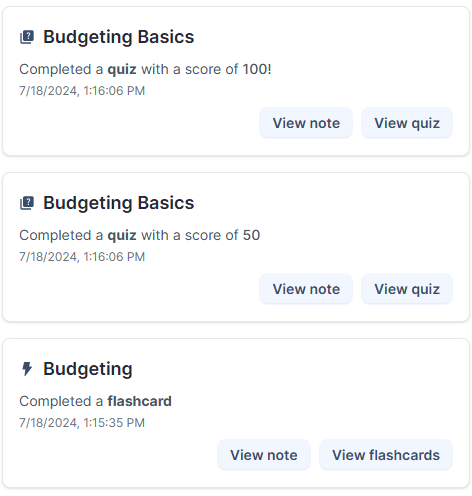 Budgeting Basics
Completed a quiz with a score of 100!
7/18/2024, 1:16:06 PM
View note View quiz
Budgeting Basics
Completed a quiz with a score of 50
7/18/2024, 1:16:06 PM
View note View quiz
Budgeting
Completed a flashcard
7/18/2024, 1:15:35 PM
View note View flashcards